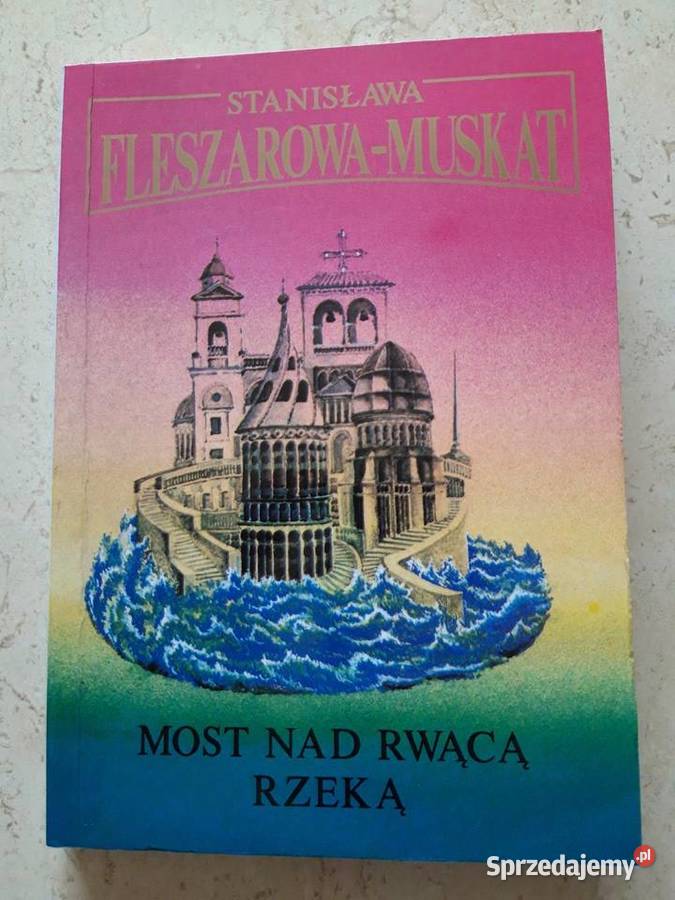 STANISŁAWA
FLESZAROWA-MUSKAT
MOST NAD RWĄCĄ
RZEKĄ
Sprzedajemy.pl